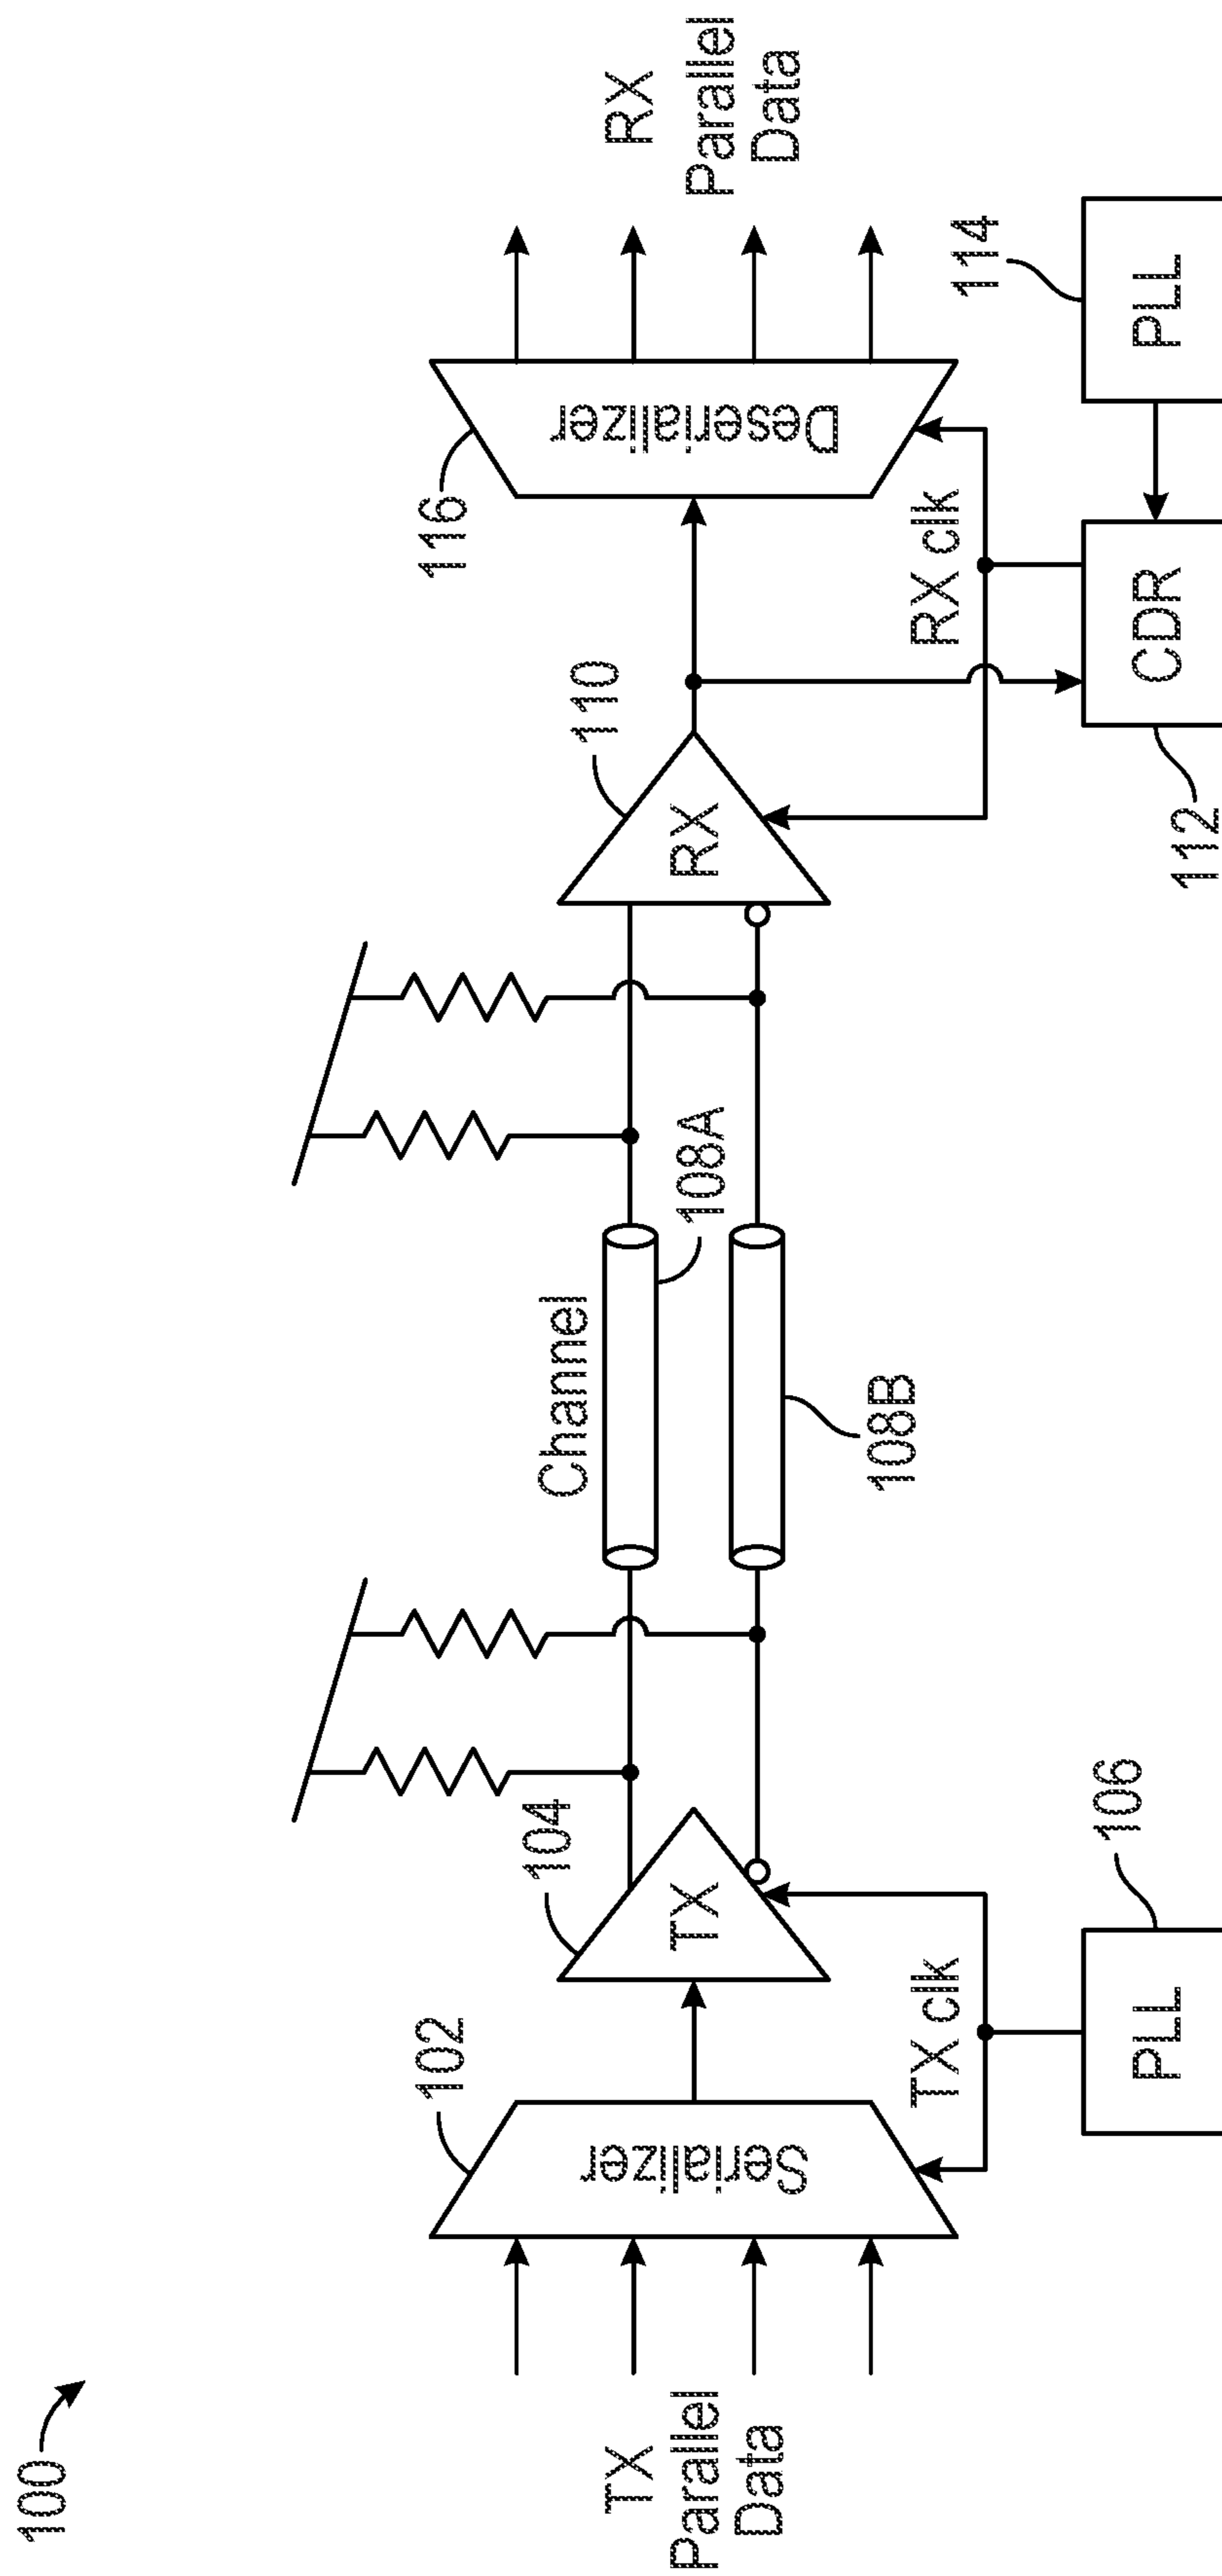 100
TX
Parallel
Data
102
Serializer
104
TX
TX clk
106
PLL
Channel
108A
108B
110
RX
RX clk
112
CDR
114
PLL
116
Deserializer
RX
Parallel
Data